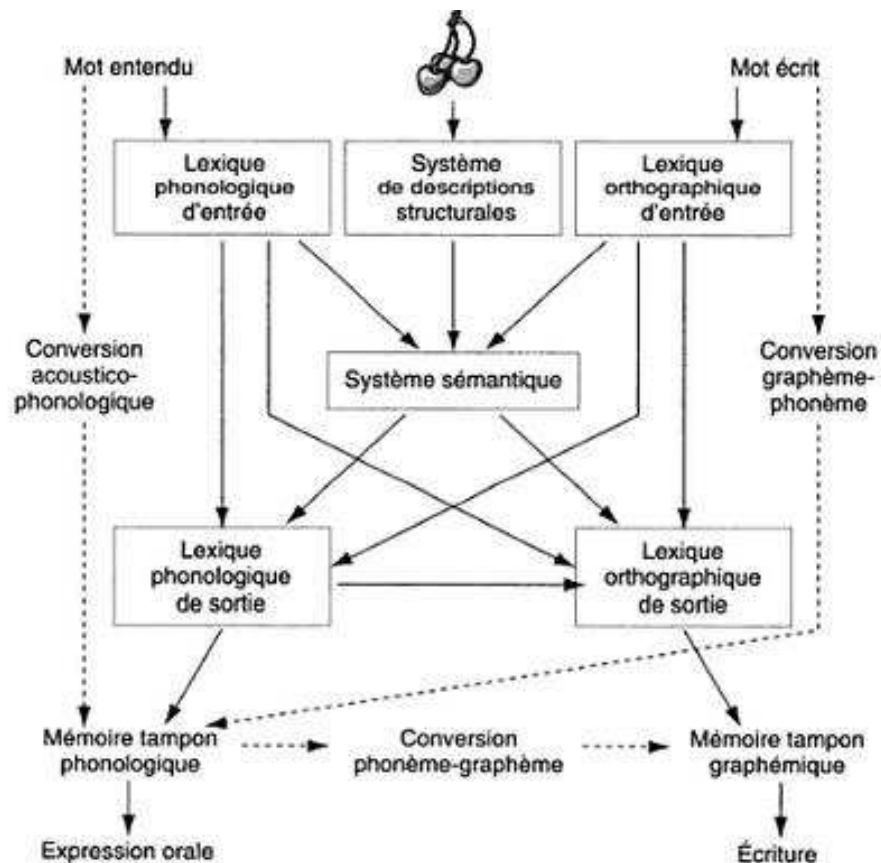 Mot entendu
Mot écrit
Lexique
phonologique
d'entrée
Système
de descriptions
structurales
Lexique
orthographique
d'entrée
Conversion
acoustico-
phonologique
Système sémantique
Conversion
graphème-
phonème
Lexique
phonologique
de sortie
Lexique
orthographique
de sortie
Mémoire tampon
phonologique
Conversion
phonème-graphème
Mémoire tampon
graphémique
Expression orale
Écriture